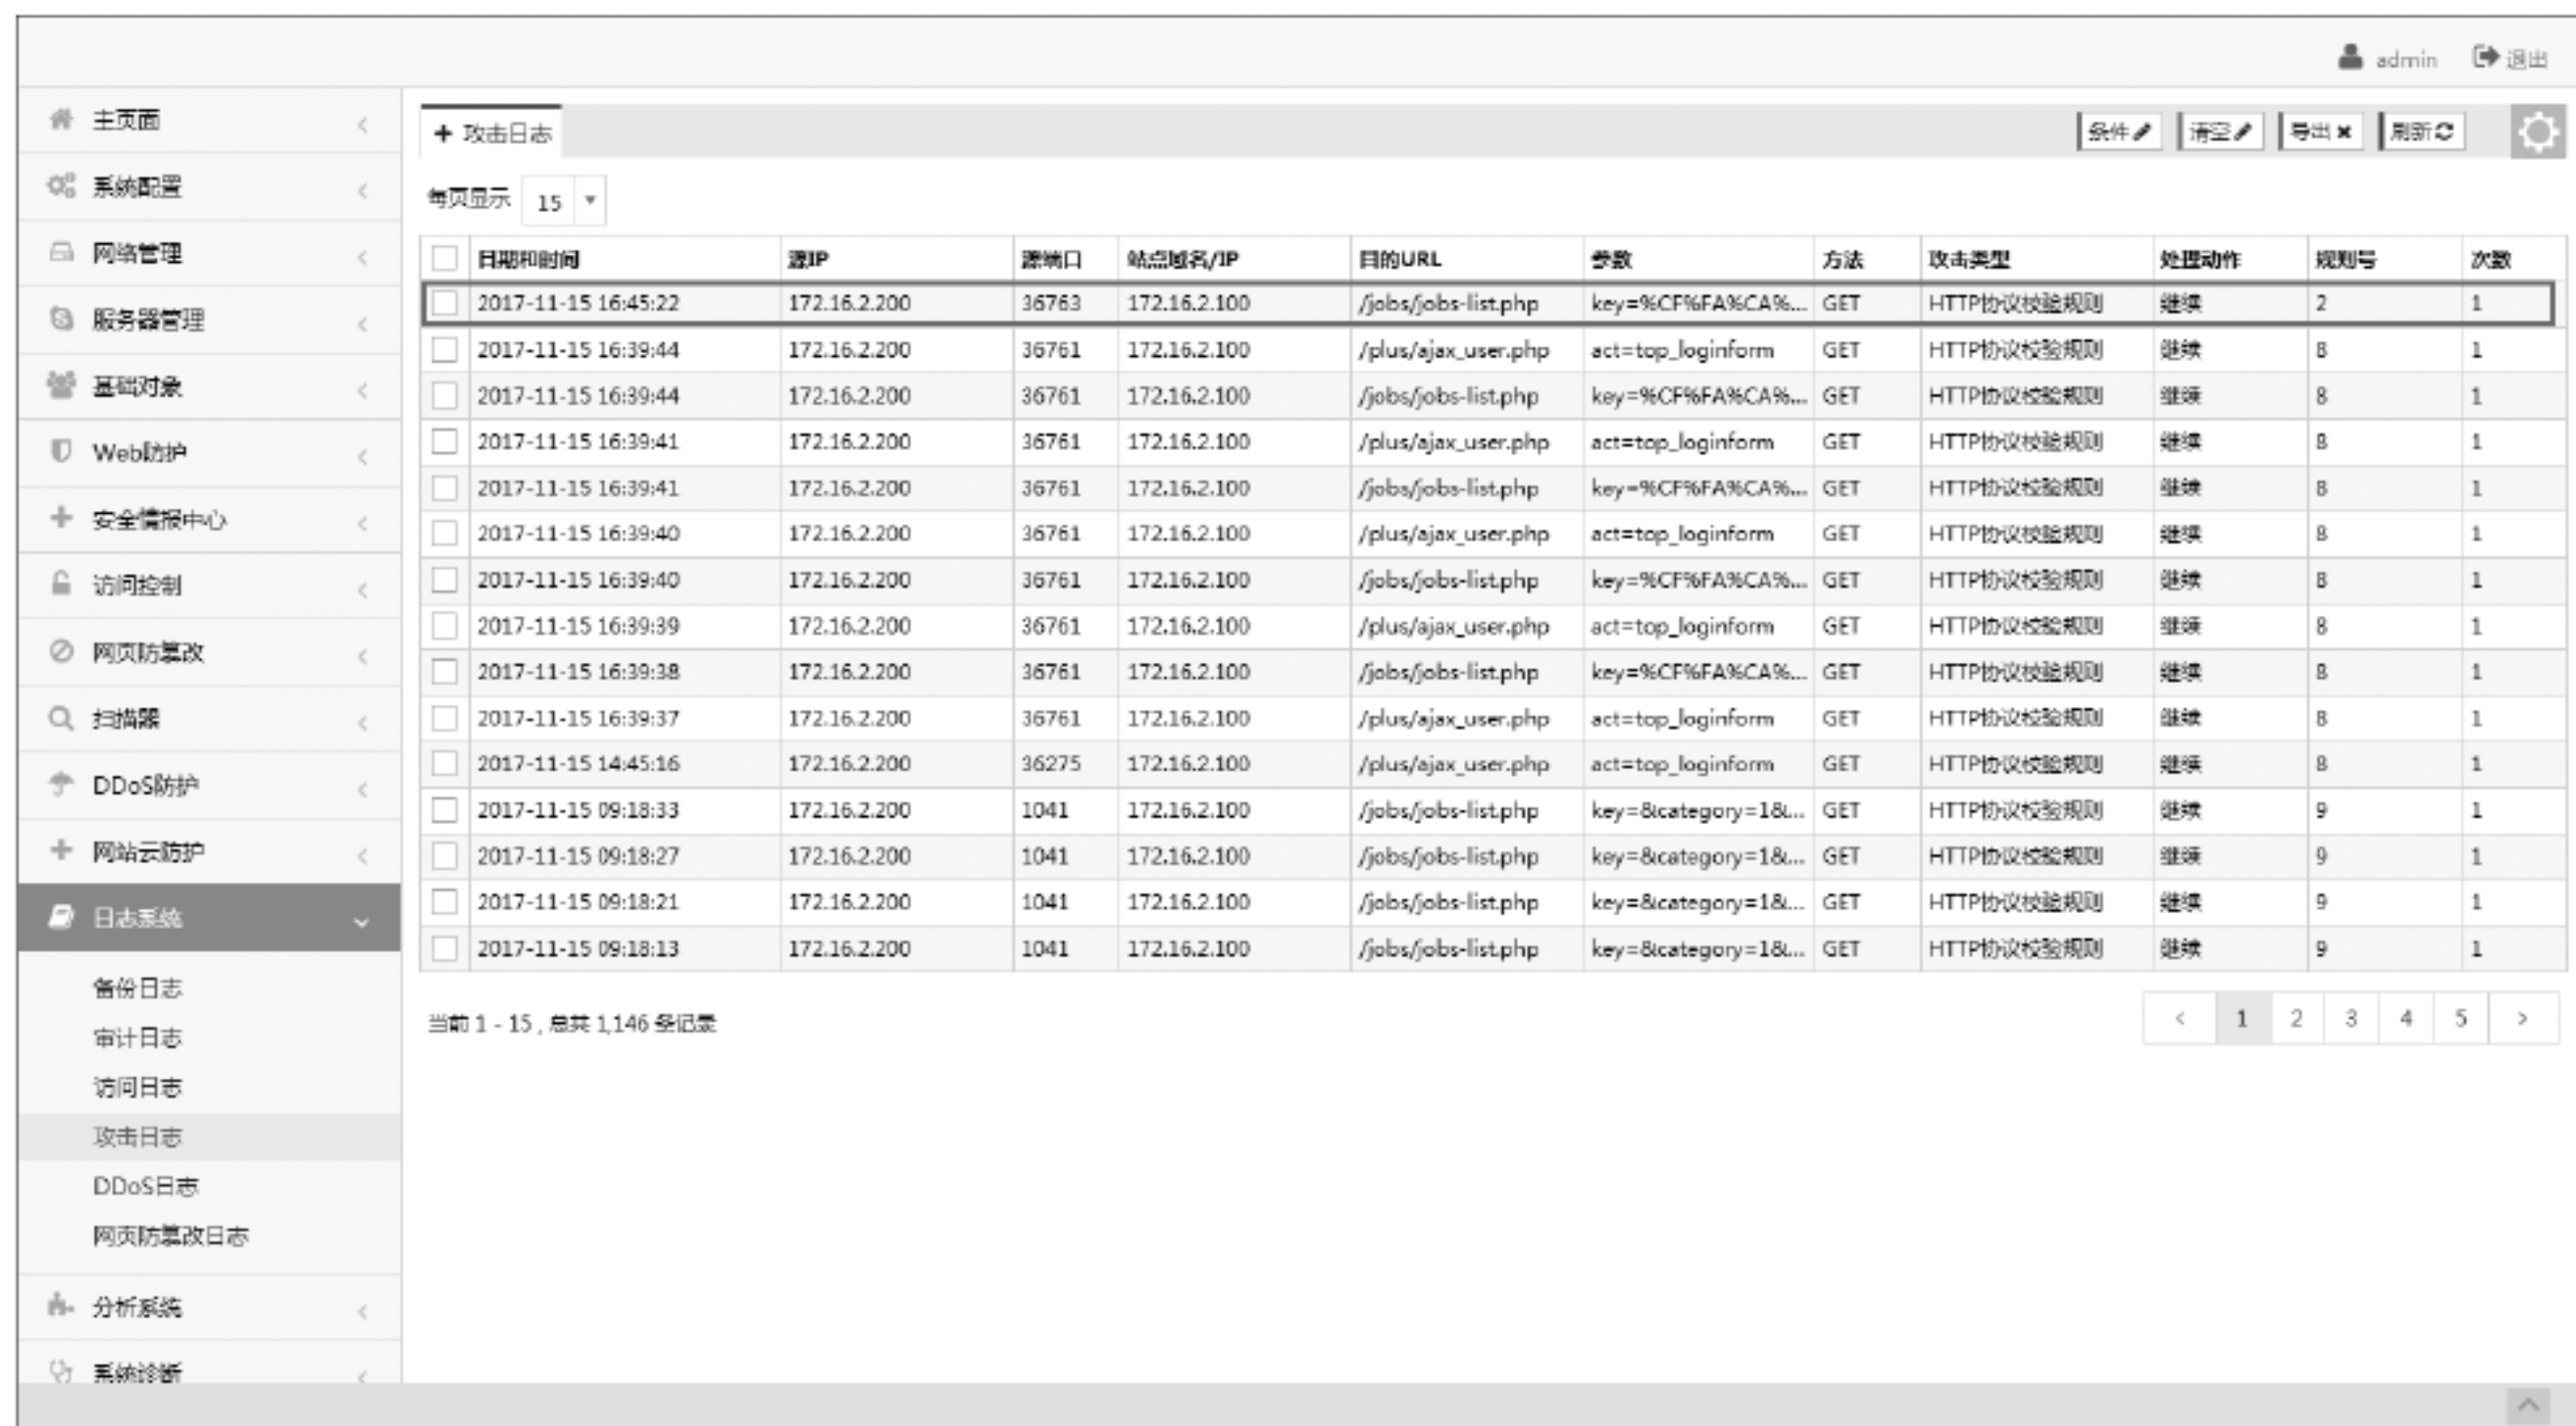 admin 退出
主页面
系统配置
网络管理
服务器管理
基础对象
Web防护
安全情报中心
访问控制
网页防篡改
扫描器
DDoS防护
网站云防护
日志系统
备份日志
审计日志
访问日志
攻击日志
DDoS日志
网页防篡改日志
分析系统
系统诊断
攻击日志
条件 清空 导出 刷新
每页显示 15
日期和时间 源IP 源端口 站点域名/IP 目的URL 参数 方法 攻击类型 处理动作 规则号 次数
2017-11-15 16:45:22 172.16.2.200 36763 172.16.2.100 /jobs/jobs-list.php key=%CF%FA%CA%... GET HTTP协议校验规则 继续 2 1
2017-11-15 16:39:44 172.16.2.200 36761 172.16.2.100 /plus/ajax_user.php act=top_loginform GET HTTP协议校验规则 继续 8 1
2017-11-15 16:39:44 172.16.2.200 36761 172.16.2.100 /jobs/jobs-list.php key=%CF%FA%CA%... GET HTTP协议校验规则 继续 8 1
2017-11-15 16:39:41 172.16.2.200 36761 172.16.2.100 /plus/ajax_user.php act=top_loginform GET HTTP协议校验规则 继续 8 1
2017-11-15 16:39:41 172.16.2.200 36761 172.16.2.100 /jobs/jobs-list.php key=%CF%FA%CA%... GET HTTP协议校验规则 继续 8 1
2017-11-15 16:39:40 172.16.2.200 36761 172.16.2.100 /plus/ajax_user.php act=top_loginform GET HTTP协议校验规则 继续 8 1
2017-11-15 16:39:40 172.16.2.200 36761 172.16.2.100 /jobs/jobs-list.php key=%CF%FA%CA%... GET HTTP协议校验规则 继续 8 1
2017-11-15 16:39:39 172.16.2.200 36761 172.16.2.100 /plus/ajax_user.php act=top_loginform GET HTTP协议校验规则 继续 8 1
2017-11-15 16:39:38 172.16.2.200 36761 172.16.2.100 /jobs/jobs-list.php key=%CF%FA%CA%... GET HTTP协议校验规则 继续 8 1
2017-11-15 16:39:37 172.16.2.200 36761 172.16.2.100 /plus/ajax_user.php act=top_loginform GET HTTP协议校验规则 继续 8 1
2017-11-15 14:45:16 172.16.2.200 36275 172.16.2.100 /plus/ajax_user.php act=top_loginform GET HTTP协议校验规则 继续 8 1
2017-11-15 09:18:33 172.16.2.200 1041 172.16.2.100 /jobs/jobs-list.php key=&category=1&... GET HTTP协议校验规则 继续 9 1
2017-11-15 09:18:27 172.16.2.200 1041 172.16.2.100 /jobs/jobs-list.php key=&category=1&... GET HTTP协议校验规则 继续 9 1
2017-11-15 09:18:21 172.16.2.200 1041 172.16.2.100 /jobs/jobs-list.php key=&category=1&... GET HTTP协议校验规则 继续 9 1
2017-11-15 09:18:13 172.16.2.200 1041 172.16.2.100 /jobs/jobs-list.php key=&category=1&... GET HTTP协议校验规则 继续 9 1
当前 1 - 15 , 总共 1,146 条记录
< 1 2 3 4 5 >